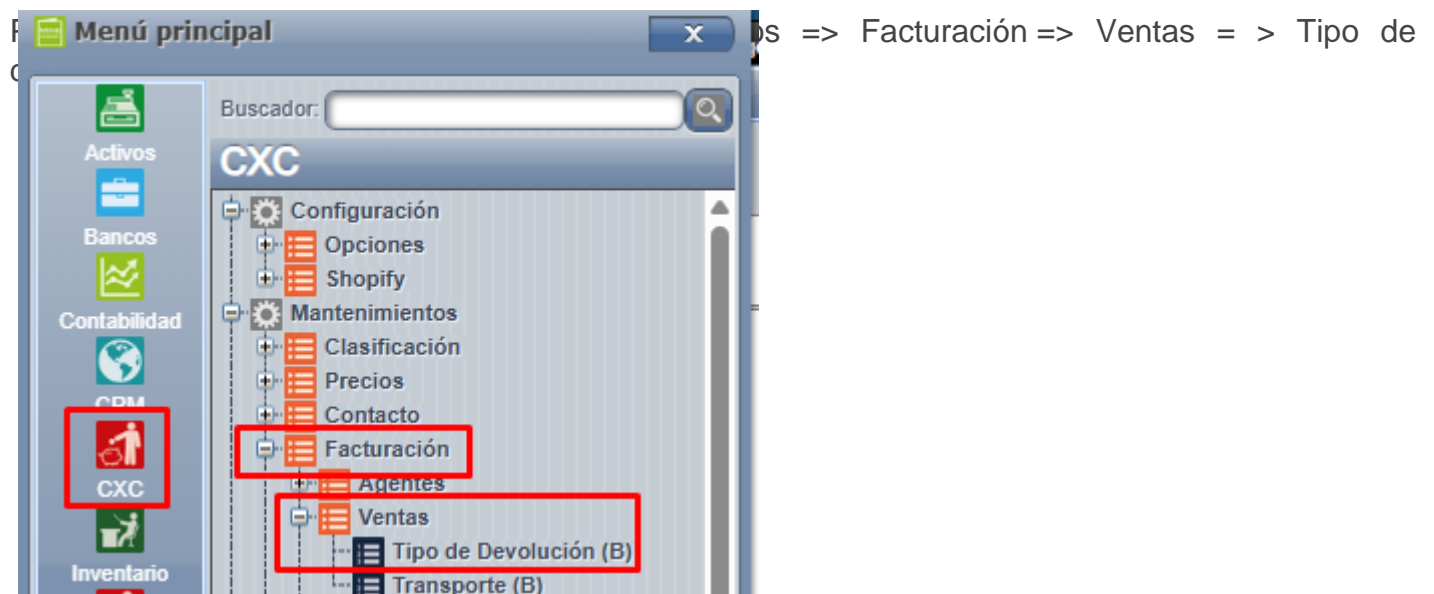 Menú principal
x
s => Facturación => Ventas = > Tipo de
Buscador:
CXC
Activos
Bancos
Contabilidad
CRM
CXC
Inventario
Configuración
Opciones
Shopify
Mantenimientos
Clasificación
Precios
Contacto
Facturación
Agentes
Ventas
Tipo de Devolución (B)
Transporte (B)